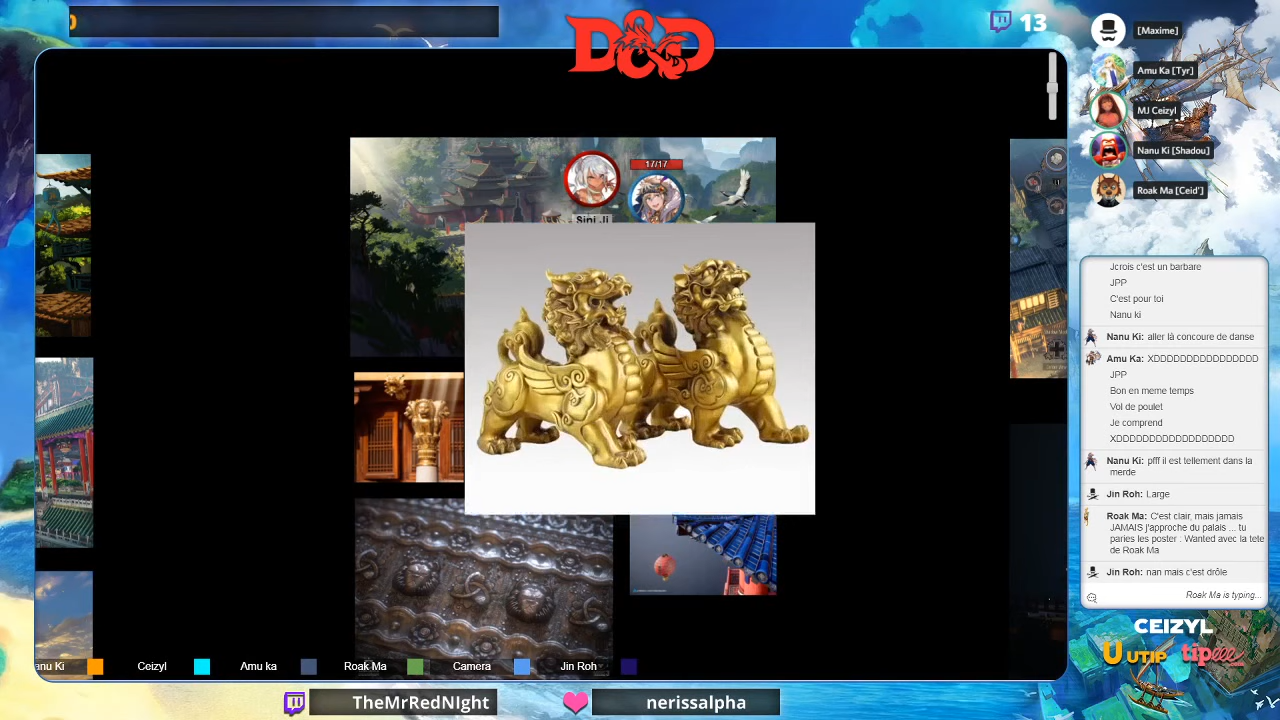 D&D
13
[Maxime]
Amu Ka [Tyr]
MJ Ceizyl
Nanu Ki [Shadou]
Roak Ma [Ceid']
17/17
Sini Ji
Jcrois c'est un barbare
JPP
C'est pour toi
Nanu ki
Nanu Ki: aller là concoure de danse
Amu Ka: XDDDDDDDDDDDDDDDDD
JPP
Bon en meme temps
Vol de poulet
Je comprend
XDDDDDDDDDDDDDDDDDD
Nanu Ki: pfff il est tellement dans la
merde
Jin Roh: Large
Roak Ma: C'est clair, mais jamais
JAMAIS j'approche du palais ... tu
paries les poster : Wanted avec la tete
de Roak Ma
Jin Roh: nan mais c'est drôle
Roak Ma is typing...
CEIZYL
U UTIP
tipeee
anu Ki
Ceizyl
Amu ka
Roak Ma
Camera
Jin Roh
TheMrRedNIght
nerissalpha